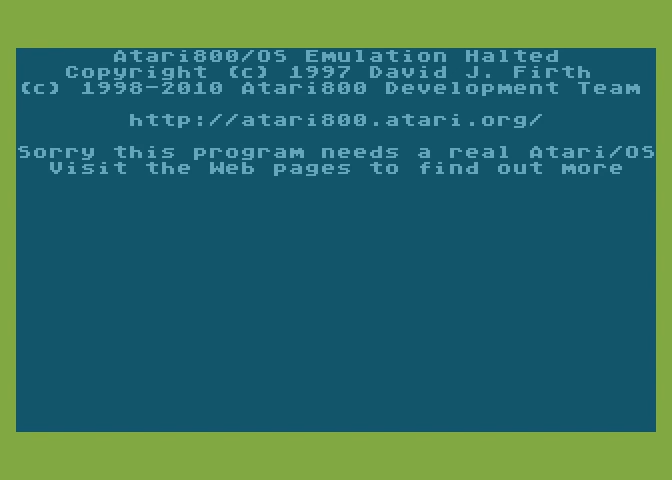 Atari800/OS Emulation Halted
Copyright (c) 1997 David J. Firth
(c) 1998-2010 Atari800 Development Team
http://atari800.atari.org/
Sorry this program needs a real Atari/OS
Visit the Web pages to find out more